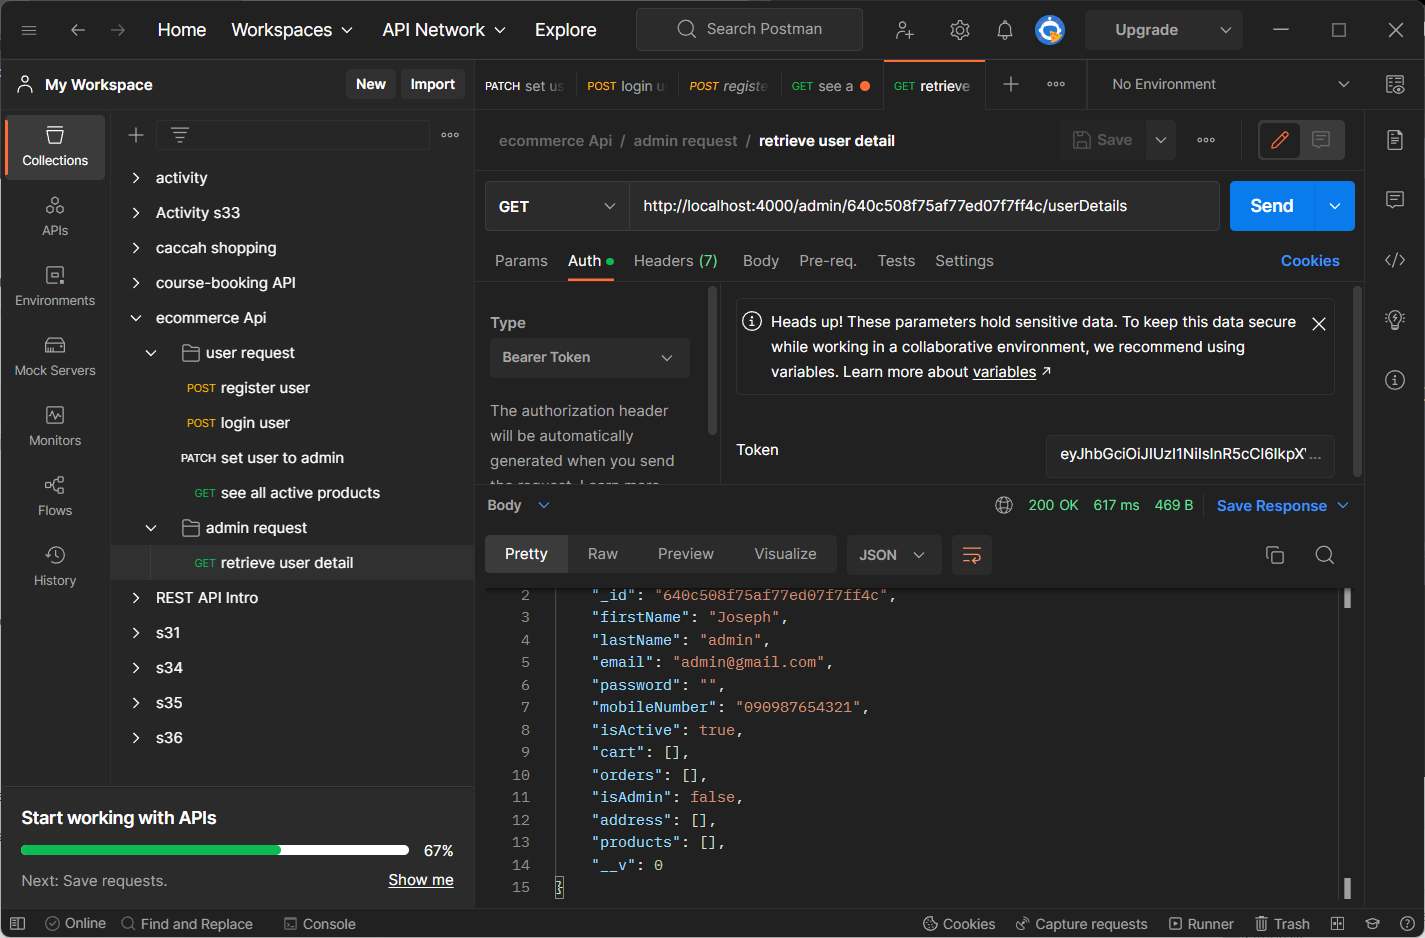 Home
Workspaces
API Network
Explore
Search Postman
Upgrade
My Workspace
New
Import
PATCH set us
POST login u
POST registe
GET see a
GET retrieve
No Environment
Collections
APIs
Environments
Mock Servers
Monitors
Flows
History
activity
Activity s33
caccah shopping
course-booking API
ecommerce Api
user request
POST register user
POST login user
PATCH set user to admin
GET see all active products
admin request
GET retrieve user detail
REST API Intro
s31
s34
s35
s36
Start working with APIs
67%
Next: Save requests.
Show me
ecommerce Api / admin request / retrieve user detail
Save
GET
http://localhost:4000/admin/640c508f75af77ed07f7ff4c/userDetails
Send
Params
Auth
Headers (7)
Body
Pre-req.
Tests
Settings
Cookies
Type
Bearer Token
The authorization header
will be automatically
generated when you send
the request. Learn more
Heads up! These parameters hold sensitive data. To keep this data secure
while working in a collaborative environment, we recommend using
variables. Learn more about variables ↗
Token
eyJhbGciOiJIUzI1NiIsInR5cCI6IkpX...
Body
200 OK
617 ms
469 B
Save Response
Pretty
Raw
Preview
Visualize
JSON
2 "_id": "640c508f75af77ed07f7ff4c",
3 "firstName": "Joseph",
4 "lastName": "admin",
5 "email": "admin@gmail.com",
6 "password": "",
7 "mobileNumber": "090987654321",
8 "isActive": true,
9 "cart": [],
10 "orders": [],
11 "isAdmin": false,
12 "address": [],
13 "products": [],
14 "__v": 0
15 }
Online
Find and Replace
Console
Cookies
Capture requests
Runner
Trash